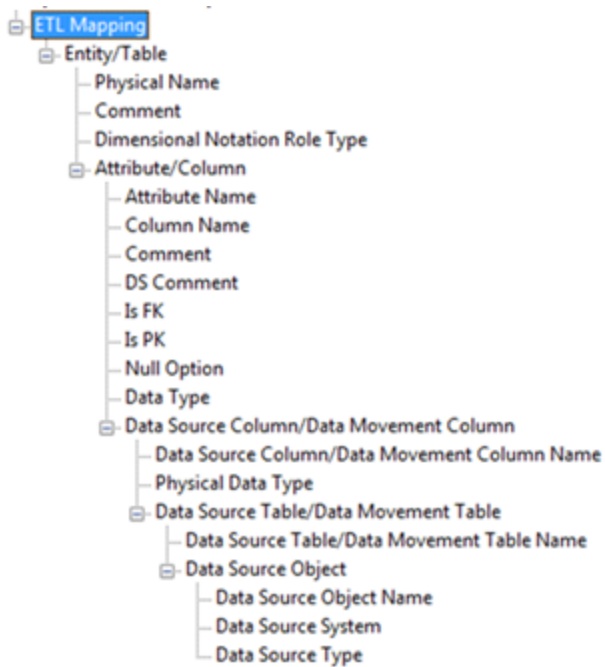 ETL Mapping
Entity/Table
Physical Name
Comment
Dimensional Notation Role Type
Attribute/Column
Attribute Name
Column Name
Comment
DS Comment
Is FK
Is PK
Null Option
Data Type
Data Source Column/Data Movement Column
Data Source Column/Data Movement Column Name
Physical Data Type
Data Source Table/Data Movement Table
Data Source Table/Data Movement Table Name
Data Source Object
Data Source Object Name
Data Source System
Data Source Type